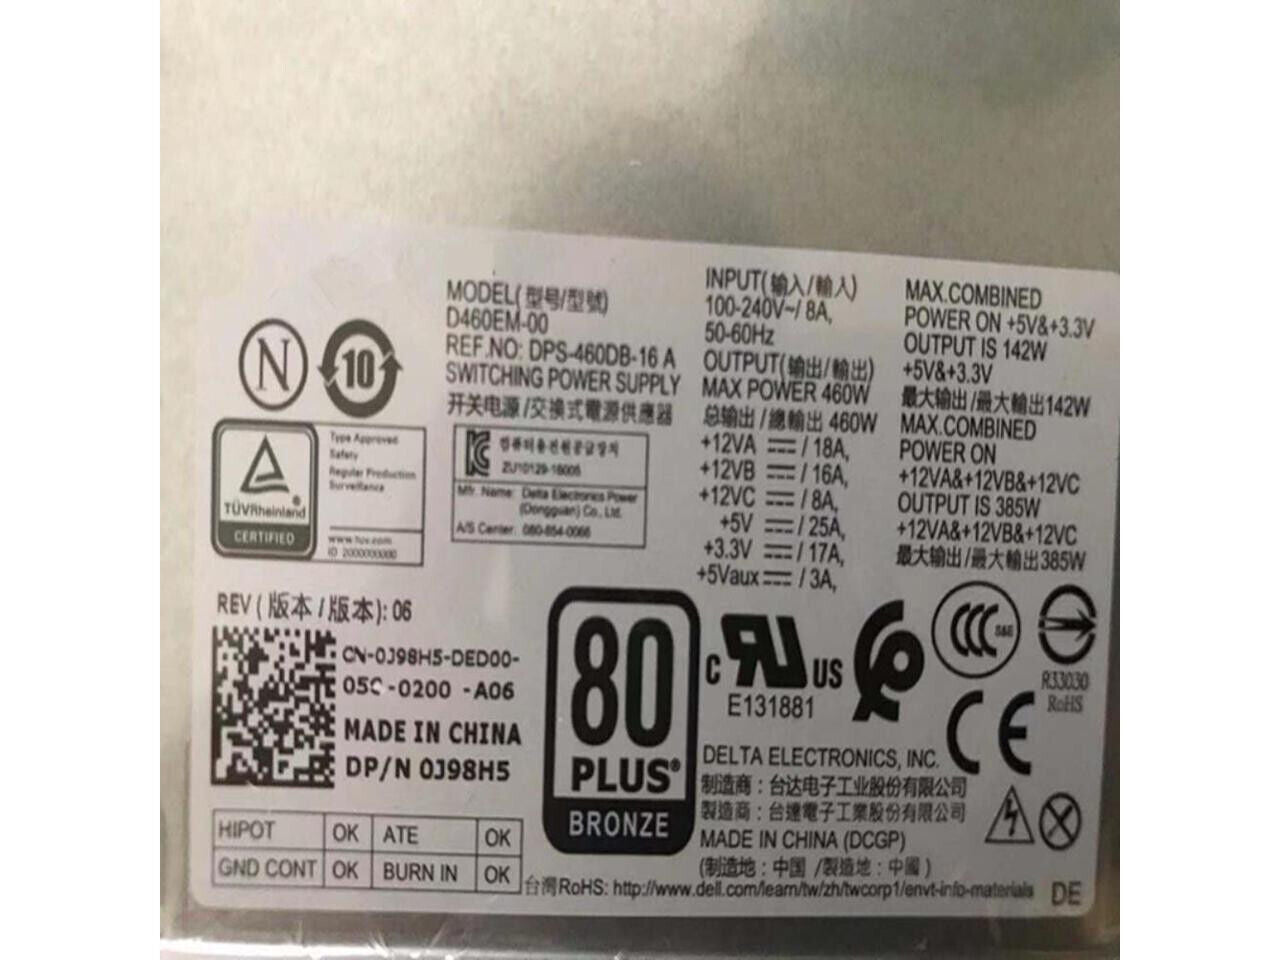 MODEL(型号/型號)
D460EM-00
REF.NO: DPS-460DB-16 A
SWITCHING POWER SUPPLY
开关电源/交換式電源供應器
INPUT(输入/輸入)
100-240V~/ 8A,
50-60Hz
OUTPUT(输出/輸出)
MAX POWER 460W
总输出/總輸出 460W
+12VA ⎓ / 18A,
+12VB ⎓ / 16A,
+12VC ⎓ / 8A,
+5V ⎓ / 25A,
+3.3V ⎓ / 17A,
+5Vaux ⎓ / 3A,
MAX.COMBINED
POWER ON +5V&+3.3V
OUTPUT IS 142W
+5V&+3.3V
最大输出/最大輸出142W
MAX.COMBINED
POWER ON
+12VA&+12VB&+12VC
OUTPUT IS 385W
+12VA&+12VB&+12VC
最大输出/最大輸出385W
N
10
TÜVRheinland
CERTIFIED
Type Approved
Safety
Regular Production
Surveillance
www.tuv.com
ID 2000000000
ZU10129-16005
Mfr. Name: Delta Electronics Power
(Dongguan) Co., Ltd.
A/S Center: 080-854-0066
REV (版本/版本): 06
CN-0J98H5-DED00-
05C-0200 -A06
MADE IN CHINA
DP/N 0J98H5
80
PLUS®
BRONZE
C UL US
E131881
CCC S&E
R33030
RoHS
CE
DELTA ELECTRONICS, INC.
制造商：台达电子工业股份有限公司
製造商：台達電子工業股份有限公司
MADE IN CHINA (DCGP)
(制造地：中国 /製造地：中國)
HIPOT OK ATE OK
GND CONT OK BURN IN OK
台灣RoHS: http://www.dell.com/learn/tw/zh/twcorp1/envt-info-materials
DE